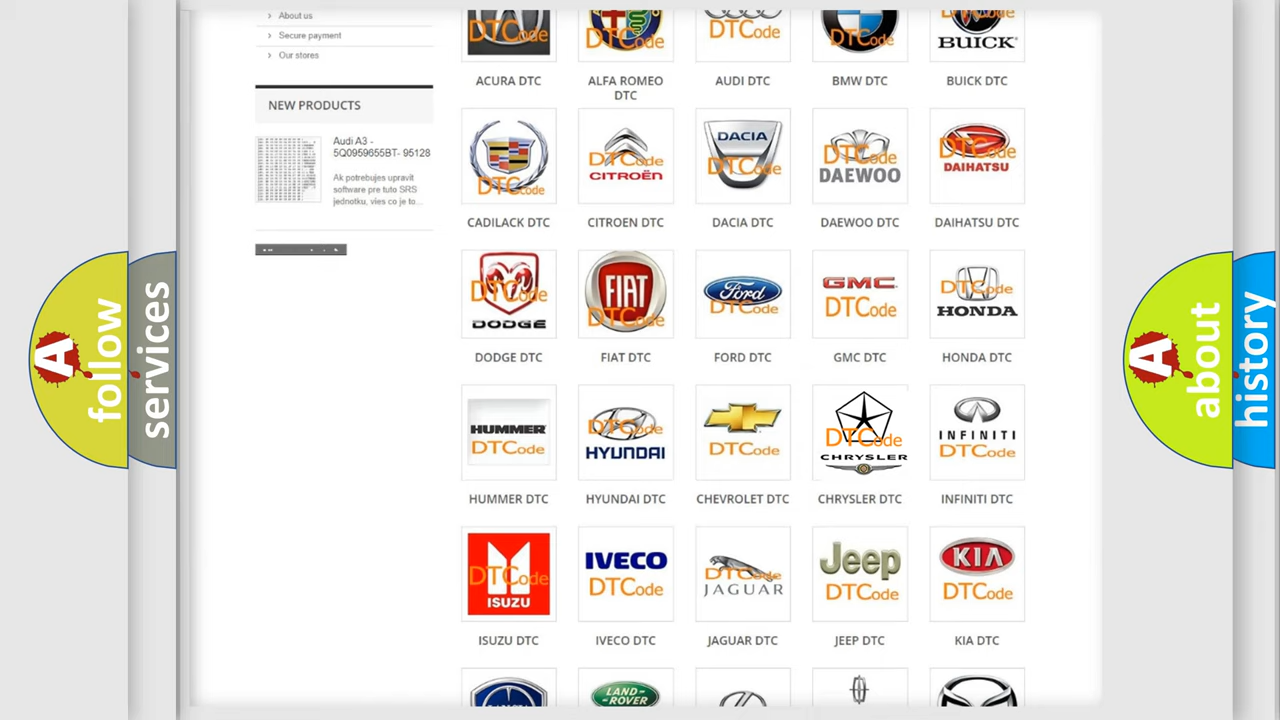 About us
Secure payment
Our stores
NEW PRODUCTS
Audi A3 -
5Q0959655BT- 95128
Ak potrebujes upravit
software pre tuto SRS
jednotku, vies co je to...
DTCode DTCode DTCode DTCode BUICK
ACURA DTC ALFA ROMEO DTC AUDI DTC BMW DTC BUICK DTC
DTCode DTCode CITROËN DACIA DTCode DTCode DAEWOO DTCode DAIHATSU
CADILACK DTC CITROEN DTC DACIA DTC DAEWOO DTC DAIHATSU DTC
DTCode DODGE FIAT DTCode Ford DTCode GMC DTCode DTCode HONDA
DODGE DTC FIAT DTC FORD DTC GMC DTC HONDA DTC
HUMMER DTCode DTCode HYUNDAI DTCode DTCode CHRYSLER INFINITI DTCode
HUMMER DTC HYUNDAI DTC CHEVROLET DTC CHRYSLER DTC INFINITI DTC
DTCode ISUZU IVECO DTCode DTCode JAGUAR Jeep DTCode KIA DTCode
ISUZU DTC IVECO DTC JAGUAR DTC JEEP DTC KIA DTC
LAND-
ROVER
A follow
services
A about
history